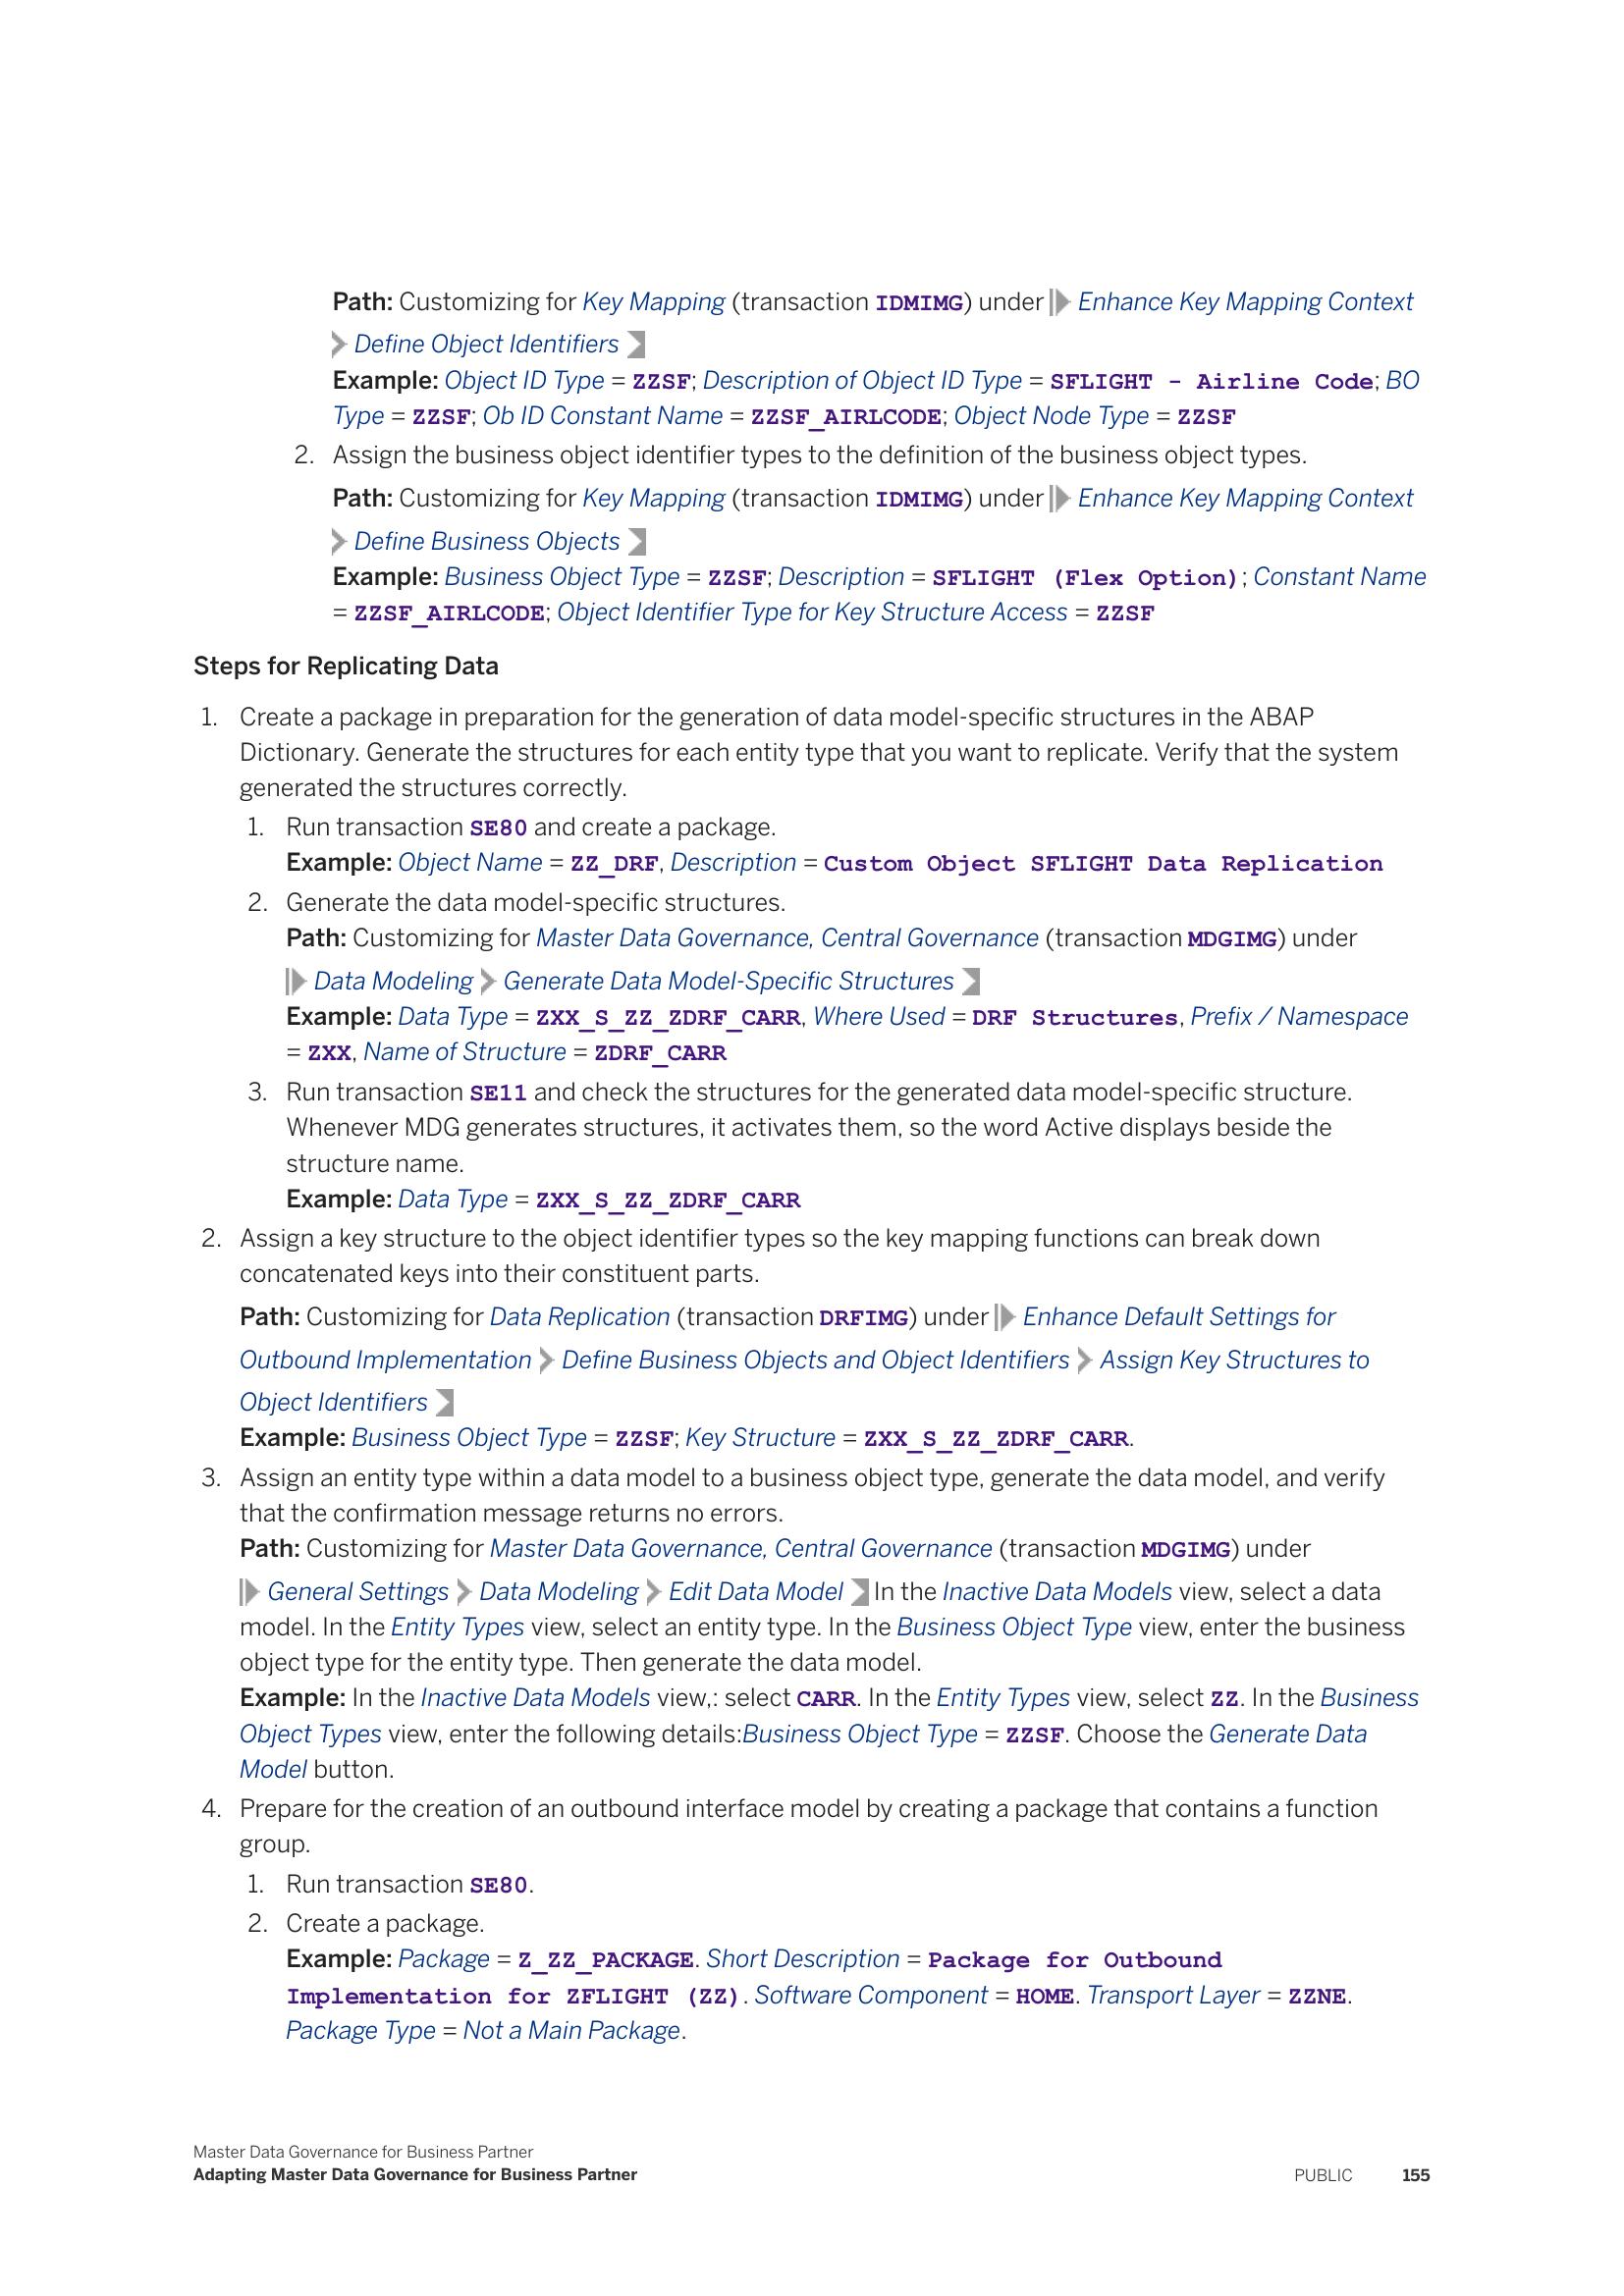 Path: Customizing for Key Mapping (transaction IDMIMG) under Enhance Key Mapping Context
Define Object Identifiers
Example: Object ID Type = ZZSF; Description of Object ID Type = SFLIGHT - Airline Code; BO
Type = ZZSF; Ob ID Constant Name = ZZSF_AIRLCODE; Object Node Type = ZZSF
2. Assign the business object identifier types to the definition of the business object types.
Path: Customizing for Key Mapping (transaction IDMIMG) under Enhance Key Mapping Context
Define Business Objects
Example: Business Object Type = ZZSF; Description = SFLIGHT (Flex Option); Constant Name
= ZZSF_AIRLCODE; Object Identifier Type for Key Structure Access = ZZSF
Steps for Replicating Data
1. Create a package in preparation for the generation of data model-specific structures in the ABAP
Dictionary. Generate the structures for each entity type that you want to replicate. Verify that the system
generated the structures correctly.
1. Run transaction SE80 and create a package.
Example: Object Name = ZZ_DRF, Description = Custom Object SFLIGHT Data Replication
2. Generate the data model-specific structures.
Path: Customizing for Master Data Governance, Central Governance (transaction MDGIMG) under
Data Modeling Generate Data Model-Specific Structures
Example: Data Type = ZXX_S_ZZ_ZDRF_CARR, Where Used = DRF Structures, Prefix / Namespace
= ZXX, Name of Structure = ZDRF_CARR
3. Run transaction SE11 and check the structures for the generated data model-specific structure.
Whenever MDG generates structures, it activates them, so the word Active displays beside the
structure name.
Example: Data Type = ZXX_S_ZZ_ZDRF_CARR
2. Assign a key structure to the object identifier types so the key mapping functions can break down
concatenated keys into their constituent parts.
Path: Customizing for Data Replication (transaction DRFIMG) under Enhance Default Settings for
Outbound Implementation Define Business Objects and Object Identifiers Assign Key Structures to
Object Identifiers
Example: Business Object Type = ZZSF; Key Structure = ZXX_S_ZZ_ZDRF_CARR.
3. Assign an entity type within a data model to a business object type, generate the data model, and verify
that the confirmation message returns no errors.
Path: Customizing for Master Data Governance, Central Governance (transaction MDGIMG) under
General Settings Data Modeling Edit Data Model In the Inactive Data Models view, select a data
model. In the Entity Types view, select an entity type. In the Business Object Type view, enter the business
object type for the entity type. Then generate the data model.
Example: In the Inactive Data Models view,: select CARR. In the Entity Types view, select ZZ. In the Business
Object Types view, enter the following details:Business Object Type = ZZSF. Choose the Generate Data
Model button.
4. Prepare for the creation of an outbound interface model by creating a package that contains a function
group.
1. Run transaction SE80.
2. Create a package.
Example: Package = Z_ZZ_PACKAGE. Short Description = Package for Outbound
Implementation for ZFLIGHT (ZZ). Software Component = HOME. Transport Layer = ZZNE.
Package Type = Not a Main Package.
Master Data Governance for Business Partner
Adapting Master Data Governance for Business Partner PUBLIC 155